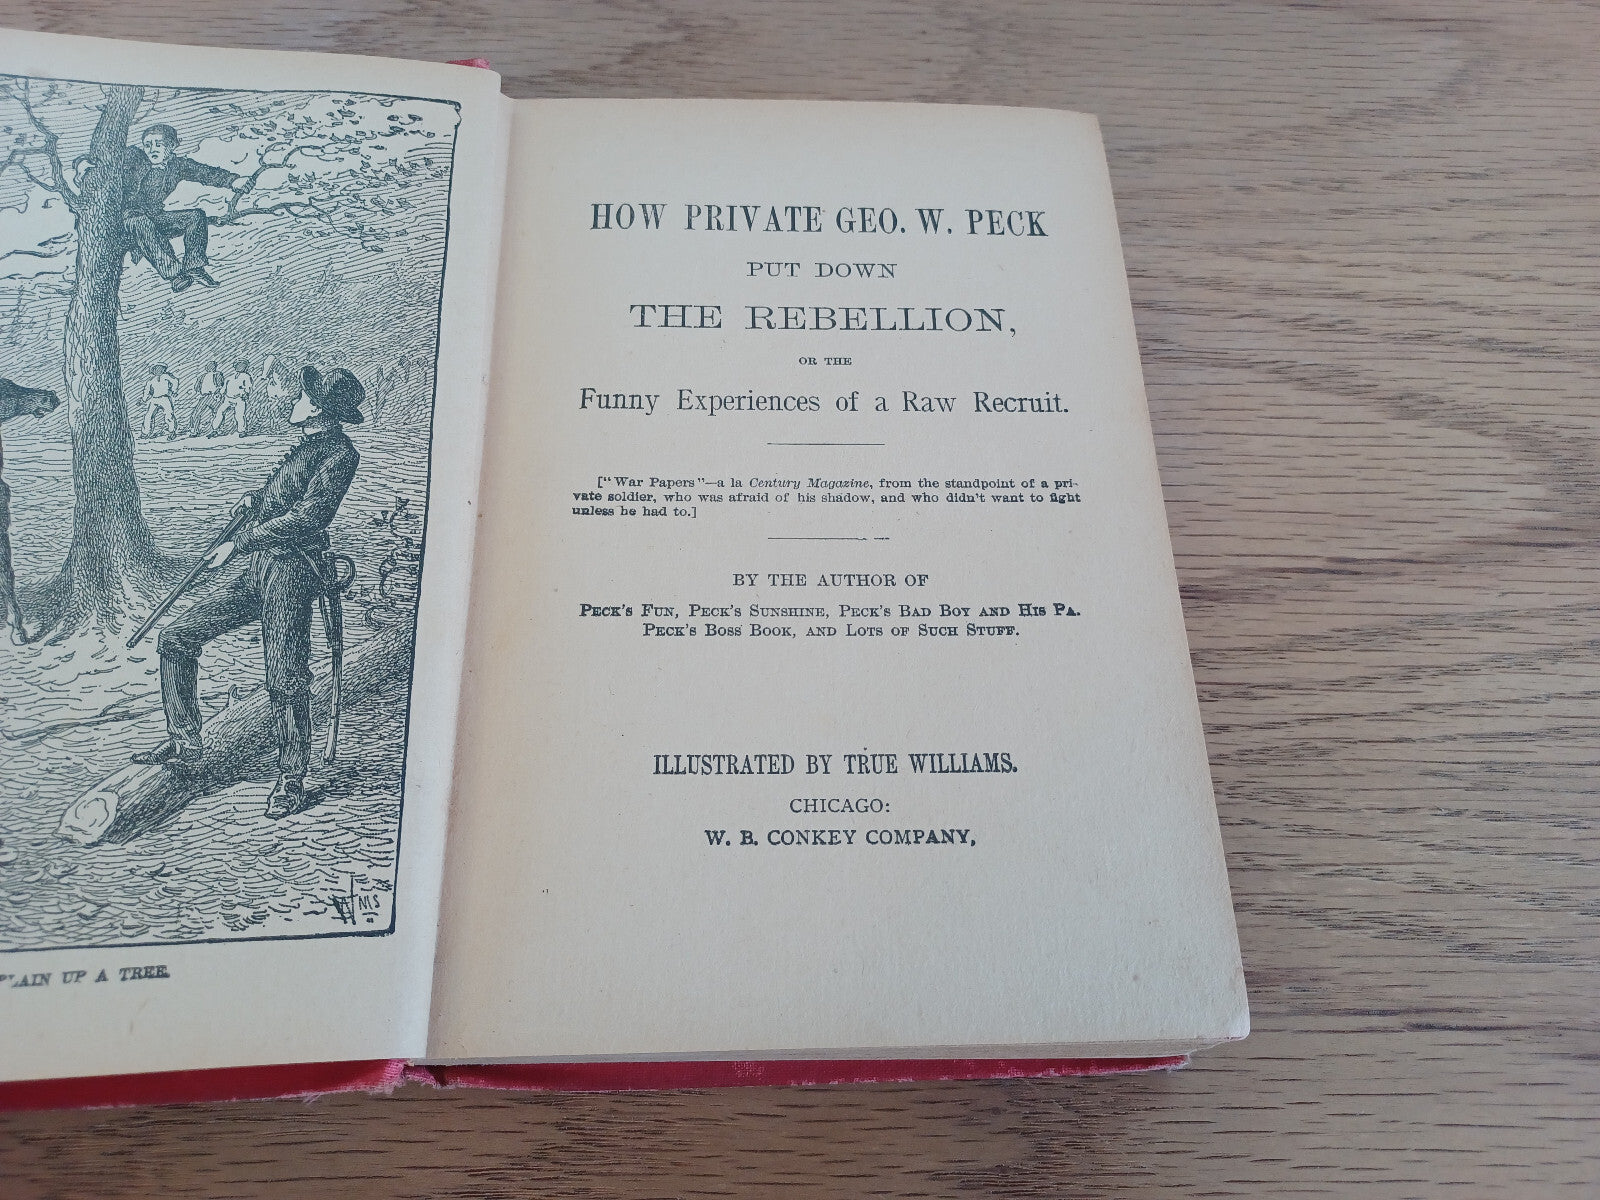 UP A TREE.
HOW PRIVATE GEO. W. PECK
PUT DOWN
THE REBELLION,
OR THE
Funny Experiences of a Raw Recruit.
["War Papers"—a la Century Magazine, from the standpoint of a pri-
vate soldier, who was afraid of his shadow, and who didn't want to fight
unless he had to.]
BY THE AUTHOR OF
PECK'S FUN, PECK'S SUNSHINE, PECK'S BAD BOY AND HIS PA.
PECK'S BOSS BOOK, AND LOTS OF SUCH STUFF.
ILLUSTRATED BY TRUE WILLIAMS.
CHICAGO:
W. B. CONKEY COMPANY,